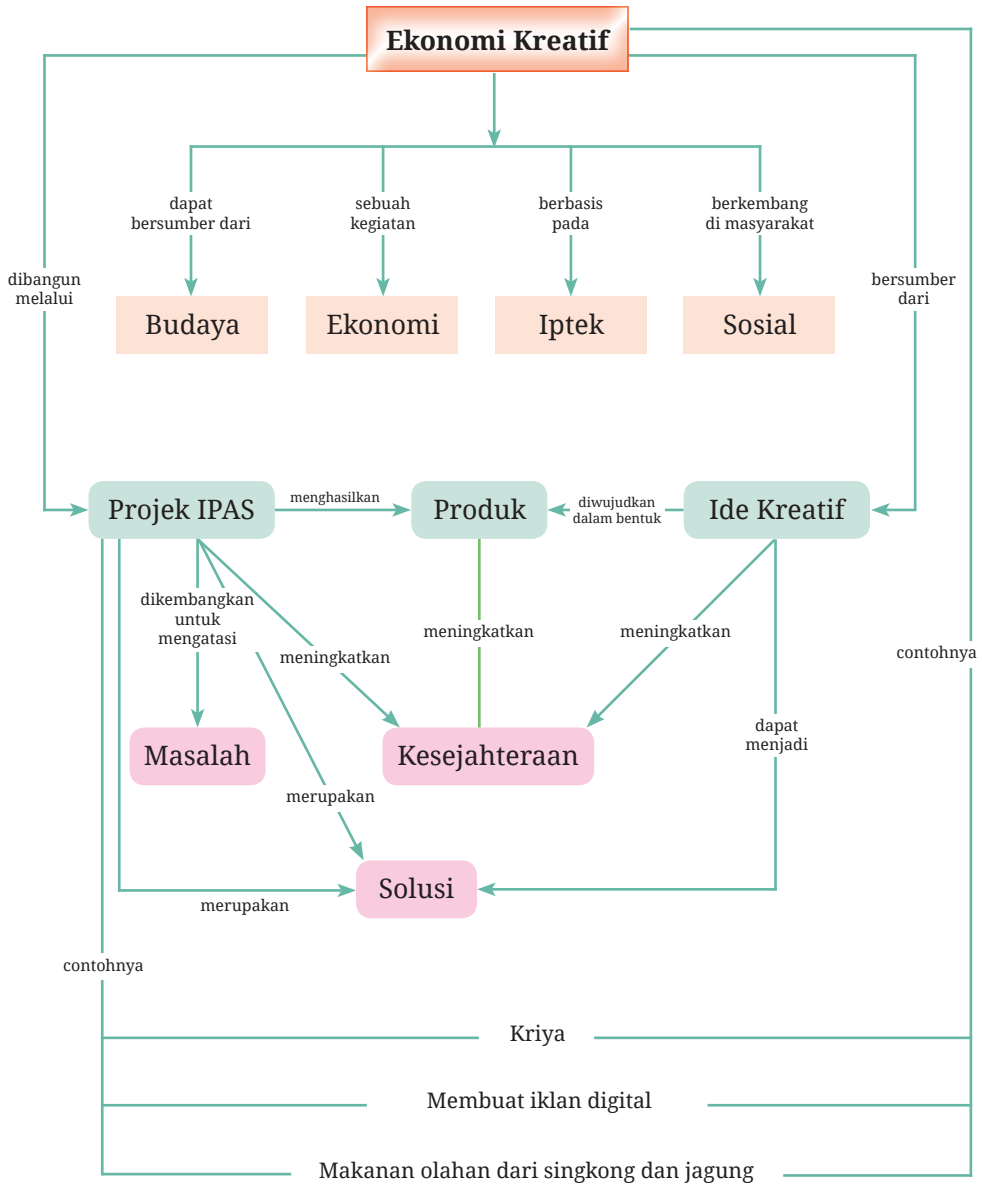 Ekonomi Kreatif
dapat
bersumber dari
sebuah
kegiatan
berbasis
pada
berkembang
di masyarakat
dibangun
melalui
bersumber
dari
Budaya
Ekonomi
Iptek
Sosial
Projek IPAS
menghasilkan
Produk
diwujudkan
dalam bentuk
Ide Kreatif
dikembangkan
untuk
mengatasi
meningkatkan
meningkatkan
meningkatkan
contohnya
dapat
menjadi
Masalah
Kesejahteraan
merupakan
Solusi
merupakan
contohnya
Kriya
Membuat iklan digital
Makanan olahan dari singkong dan jagung